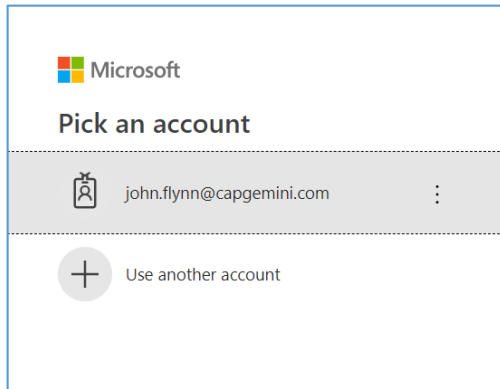 Microsoft
Pick an account
john.flynn@capgemini.com
Use another account